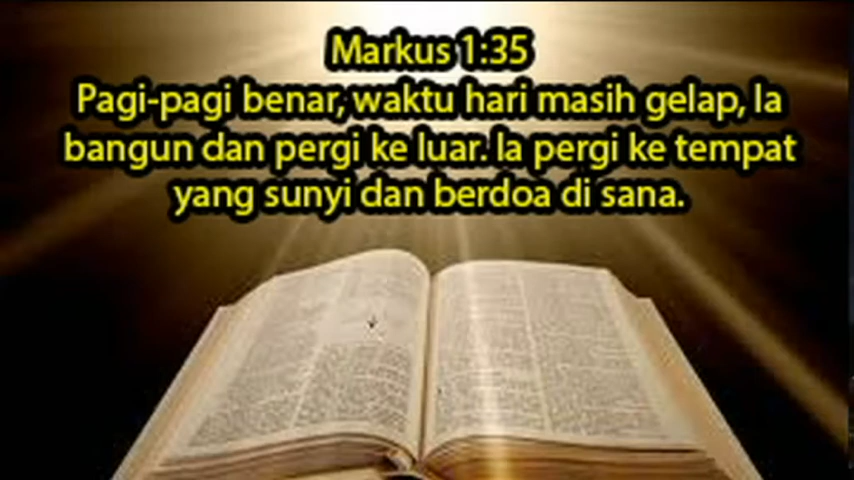 Markus 1:35
Pagi-pagi benar, waktu hari masih gelap, Ia
bangun dan pergi ke luar. Ia pergi ke tempat
yang sunyi dan berdoa di sana.